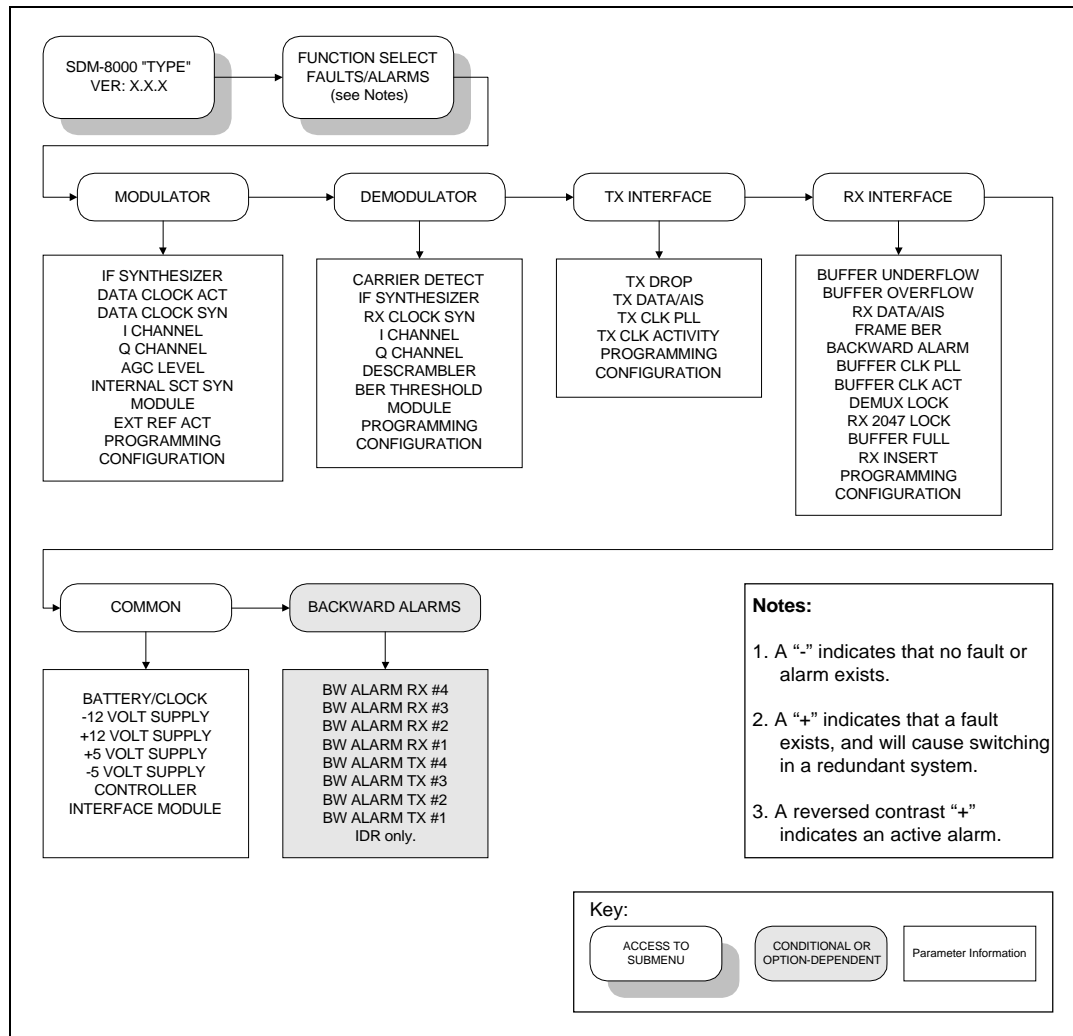 SDM-8000 "TYPE"
VER: X.X.X
FUNCTION SELECT
FAULTS/ALARMS
(see Notes)
MODULATOR
DEMODULATOR
TX INTERFACE
RX INTERFACE
IF SYNTHESIZER
DATA CLOCK ACT
DATA CLOCK SYN
I CHANNEL
Q CHANNEL
AGC LEVEL
INTERNAL SCT SYN
MODULE
EXT REF ACT
PROGRAMMING
CONFIGURATION
CARRIER DETECT
IF SYNTHESIZER
RX CLOCK SYN
I CHANNEL
Q CHANNEL
DESCRAMBLER
BER THRESHOLD
MODULE
PROGRAMMING
CONFIGURATION
TX DROP
TX DATA/AIS
TX CLK PLL
TX CLK ACTIVITY
PROGRAMMING
CONFIGURATION
BUFFER UNDERFLOW
BUFFER OVERFLOW
RX DATA/AIS
FRAME BER
BACKWARD ALARM
BUFFER CLK PLL
BUFFER CLK ACT
DEMUX LOCK
RX 2047 LOCK
BUFFER FULL
RX INSERT
PROGRAMMING
CONFIGURATION
COMMON
BACKWARD ALARMS
BATTERY/CLOCK
-12 VOLT SUPPLY
+12 VOLT SUPPLY
+5 VOLT SUPPLY
-5 VOLT SUPPLY
CONTROLLER
INTERFACE MODULE
BW ALARM RX #4
BW ALARM RX #3
BW ALARM RX #2
BW ALARM RX #1
BW ALARM TX #4
BW ALARM TX #3
BW ALARM TX #2
BW ALARM TX #1
IDR only.
Notes:
1. A “-” indicates that no fault or
alarm exists.
2. A “+” indicates that a fault
exists, and will cause switching
in a redundant system.
3. A reversed contrast “+”
indicates an active alarm.
Key:
ACCESS TO
SUBMENU
CONDITIONAL OR
OPTION-DEPENDENT
Parameter Information